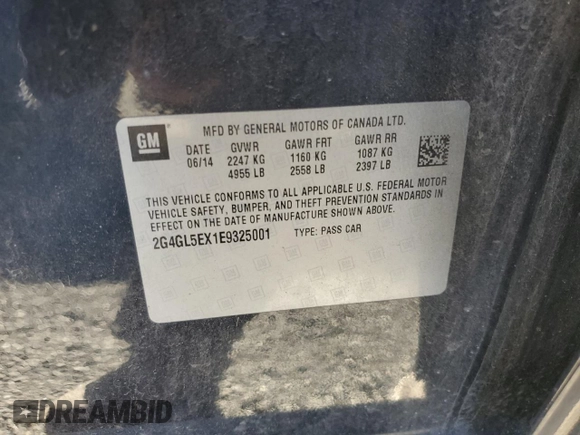 GM
MFD BY GENERAL MOTORS OF CANADA LTD.
DATE GVWR GAWR FRT GAWR RR
06/14 2247 KG 1160 KG 1087 KG
4955 LB 2558 LB 2397 LB
THIS VEHICLE CONFORMS TO ALL APPLICABLE U.S. FEDERAL MOTOR
VEHICLE SAFETY, BUMPER, AND THEFT PREVENTION STANDARDS IN
EFFECT ON THE DATE OF MANUFACTURE SHOWN ABOVE.
2G4GL5EX1E9325001 TYPE: PASS CAR
DREAMBID